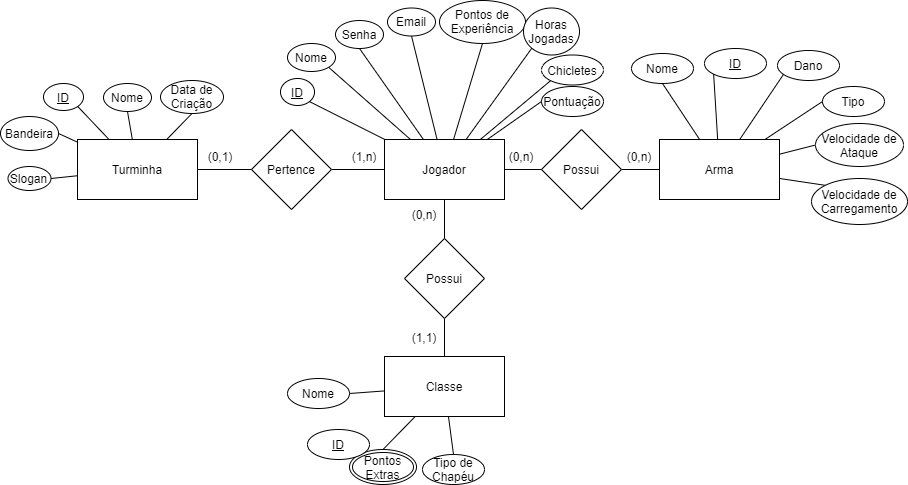 Pontos de
Experiência
Email
Horas
Jogadas
Senha
Nome
Chicletes
ID
Pontuação
Nome
ID
Dano
Tipo
Velocidade de
Ataque
Velocidade de
Carregamento
ID
Nome
Data de
Criação
Bandeira
Slogan
Turminha
(0,1)
Pertence
(1,n)
Jogador
(0,n)
Possui
(0,n)
Arma
(0,n)
Possui
(1,1)
Classe
Nome
ID
Pontos
Extras
Tipo de
Chapéu